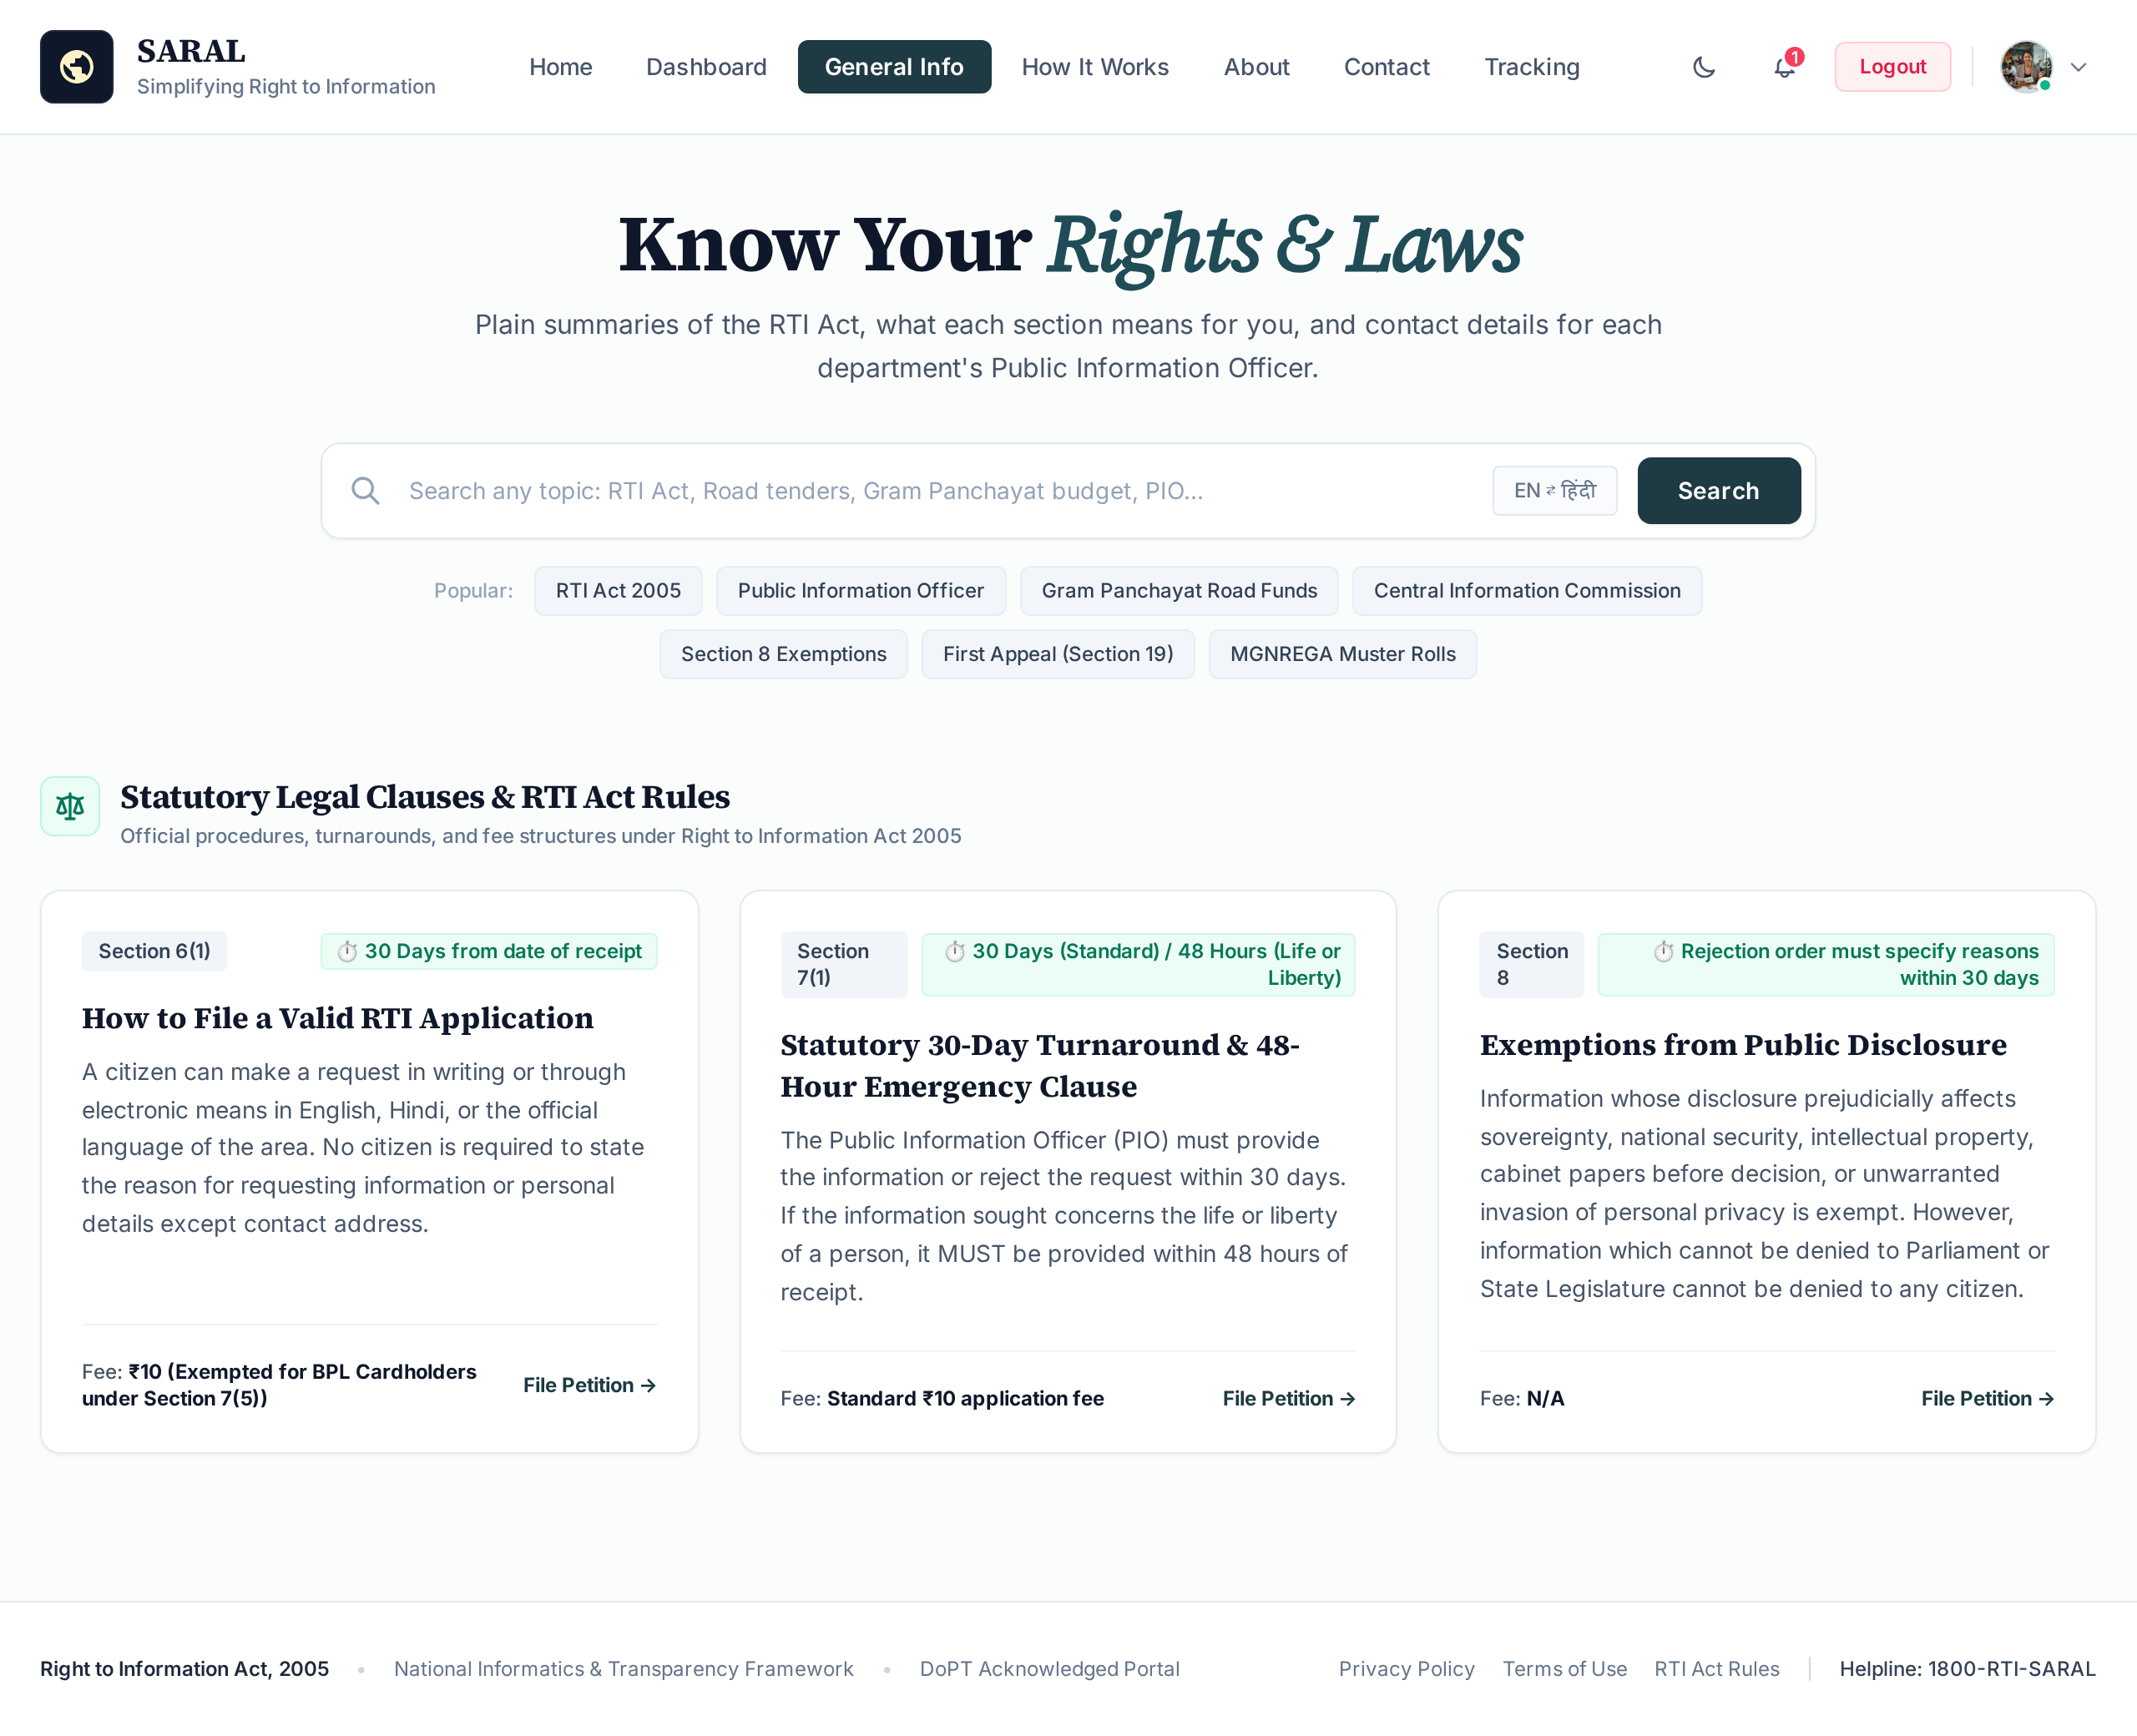 SARAL
Simplifying Right to Information
Home
Dashboard
General Info
How It Works
About
Contact
Tracking
1
Logout
Know Your Rights & Laws
Plain summaries of the RTI Act, what each section means for you, and contact details for each
department's Public Information Officer.
Search any topic: RTI Act, Road tenders, Gram Panchayat budget, PIO...
EN ⇄ हिंदी
Search
Popular:
RTI Act 2005
Public Information Officer
Gram Panchayat Road Funds
Central Information Commission
Section 8 Exemptions
First Appeal (Section 19)
MGNREGA Muster Rolls
Statutory Legal Clauses & RTI Act Rules
Official procedures, turnarounds, and fee structures under Right to Information Act 2005
Section 6(1)
⏱️ 30 Days from date of receipt
How to File a Valid RTI Application
A citizen can make a request in writing or through
electronic means in English, Hindi, or the official
language of the area. No citizen is required to state
the reason for requesting information or personal
details except contact address.
Fee: ₹10 (Exempted for BPL Cardholders
under Section 7(5))
File Petition →
Section
7(1)
⏱️ 30 Days (Standard) / 48 Hours (Life or
Liberty)
Statutory 30-Day Turnaround & 48-
Hour Emergency Clause
The Public Information Officer (PIO) must provide
the information or reject the request within 30 days.
If the information sought concerns the life or liberty
of a person, it MUST be provided within 48 hours of
receipt.
Fee: Standard ₹10 application fee
File Petition →
Section
8
⏱️ Rejection order must specify reasons
within 30 days
Exemptions from Public Disclosure
Information whose disclosure prejudicially affects
sovereignty, national security, intellectual property,
cabinet papers before decision, or unwarranted
invasion of personal privacy is exempt. However,
information which cannot be denied to Parliament or
State Legislature cannot be denied to any citizen.
Fee: N/A
File Petition →
Right to Information Act, 2005
National Informatics & Transparency Framework
DoPT Acknowledged Portal
Privacy Policy
Terms of Use
RTI Act Rules
Helpline: 1800-RTI-SARAL